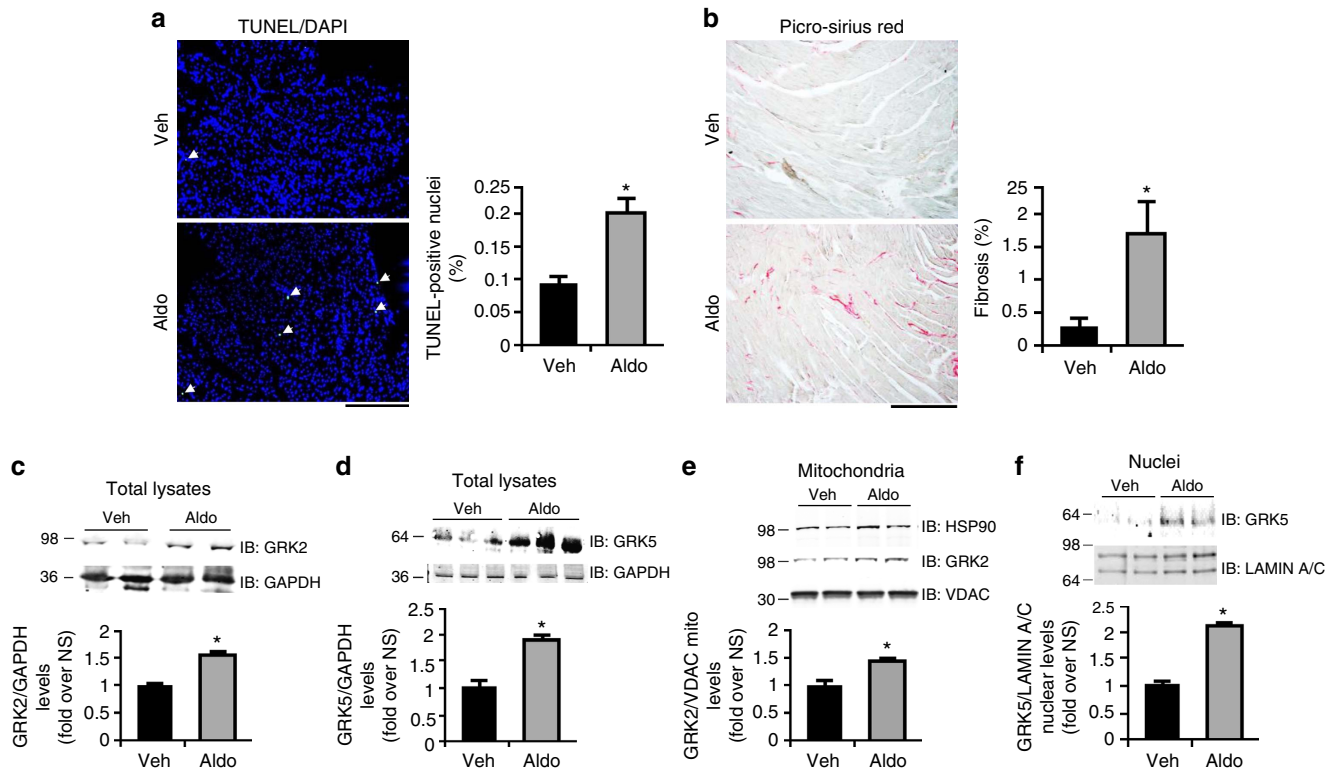 a
TUNEL/DAPI
Veh
Aldo
TUNEL-positive nuclei
(%)
0.25
0.2
0.15
0.1
0.05
0
*
Veh Aldo
b
Picro-sirius red
Veh
Aldo
Fibrosis (%)
25
2
1.5
1
0.5
0
*
Veh Aldo
c
Total lysates
Veh Aldo
98
IB: GRK2
36
IB: GAPDH
GRK2/GAPDH
levels
(fold over NS)
2
1.5
1
0.5
0
*
Veh Aldo
d
Total lysates
Veh Aldo
64
IB: GRK5
36
IB: GAPDH
GRK5/GAPDH
levels
(fold over NS)
2.5
2
1.5
1
0.5
0
*
Veh Aldo
e
Mitochondria
Veh Aldo
98
IB: HSP90
98
IB: GRK2
30
IB: VDAC
GRK2/VDAC mito
levels
(fold over NS)
2
1.5
1
0.5
0
*
Veh Aldo
f
Nuclei
Veh Aldo
64
IB: GRK5
98
IB: LAMIN A/C
64
GRK5/LAMIN A/C
nuclear levels
(fold over NS)
2.5
2
1.5
1
0.5
0
*
Veh Aldo